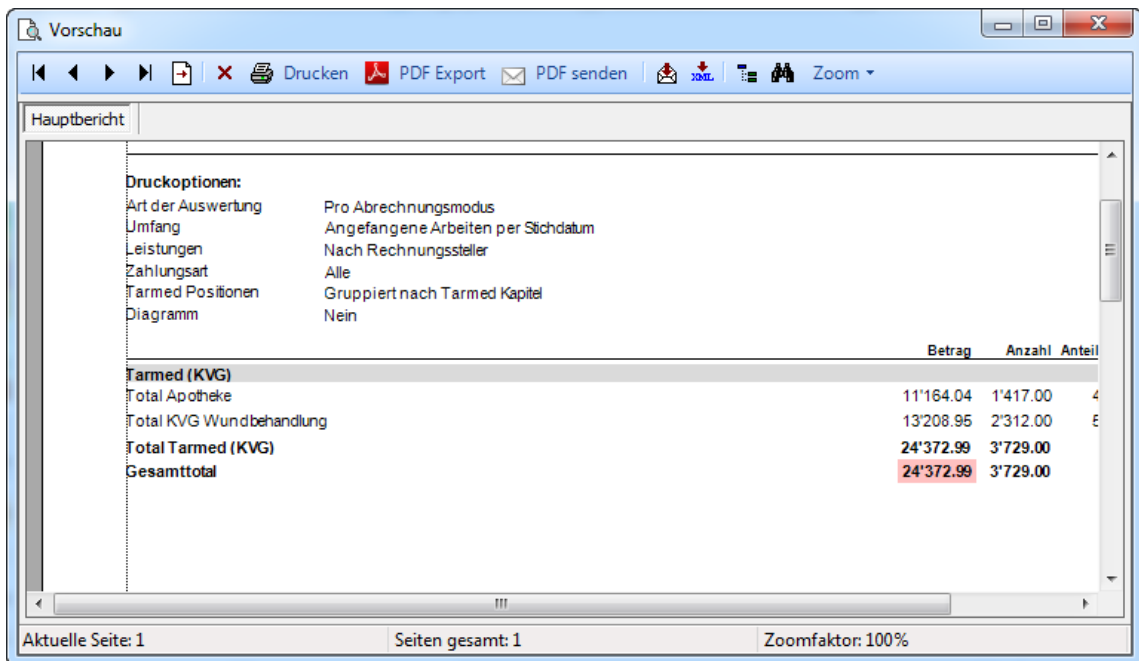 Vorschau
Drucken PDF Export PDF senden XML Zoom
Hauptbericht
Druckoptionen:
Art der Auswertung Pro Abrechnungsmodus
Umfang Angefangene Arbeiten per Stichdatum
Leistungen Nach Rechnungssteller
Zahlungsart Alle
Tarmed Positionen Gruppiert nach Tarmed Kapitel
Diagramm Nein
Betrag Anzahl Anteil
Tarmed (KVG)
Total Apotheke 11'164.04 1'417.00 4
Total KVG Wundbehandlung 13'208.95 2'312.00
Total Tarmed (KVG) 24'372.99 3'729.00
Gesamttotal 24'372.99 3'729.00
Aktuelle Seite: 1 Seiten gesamt: 1 Zoomfaktor: 100%